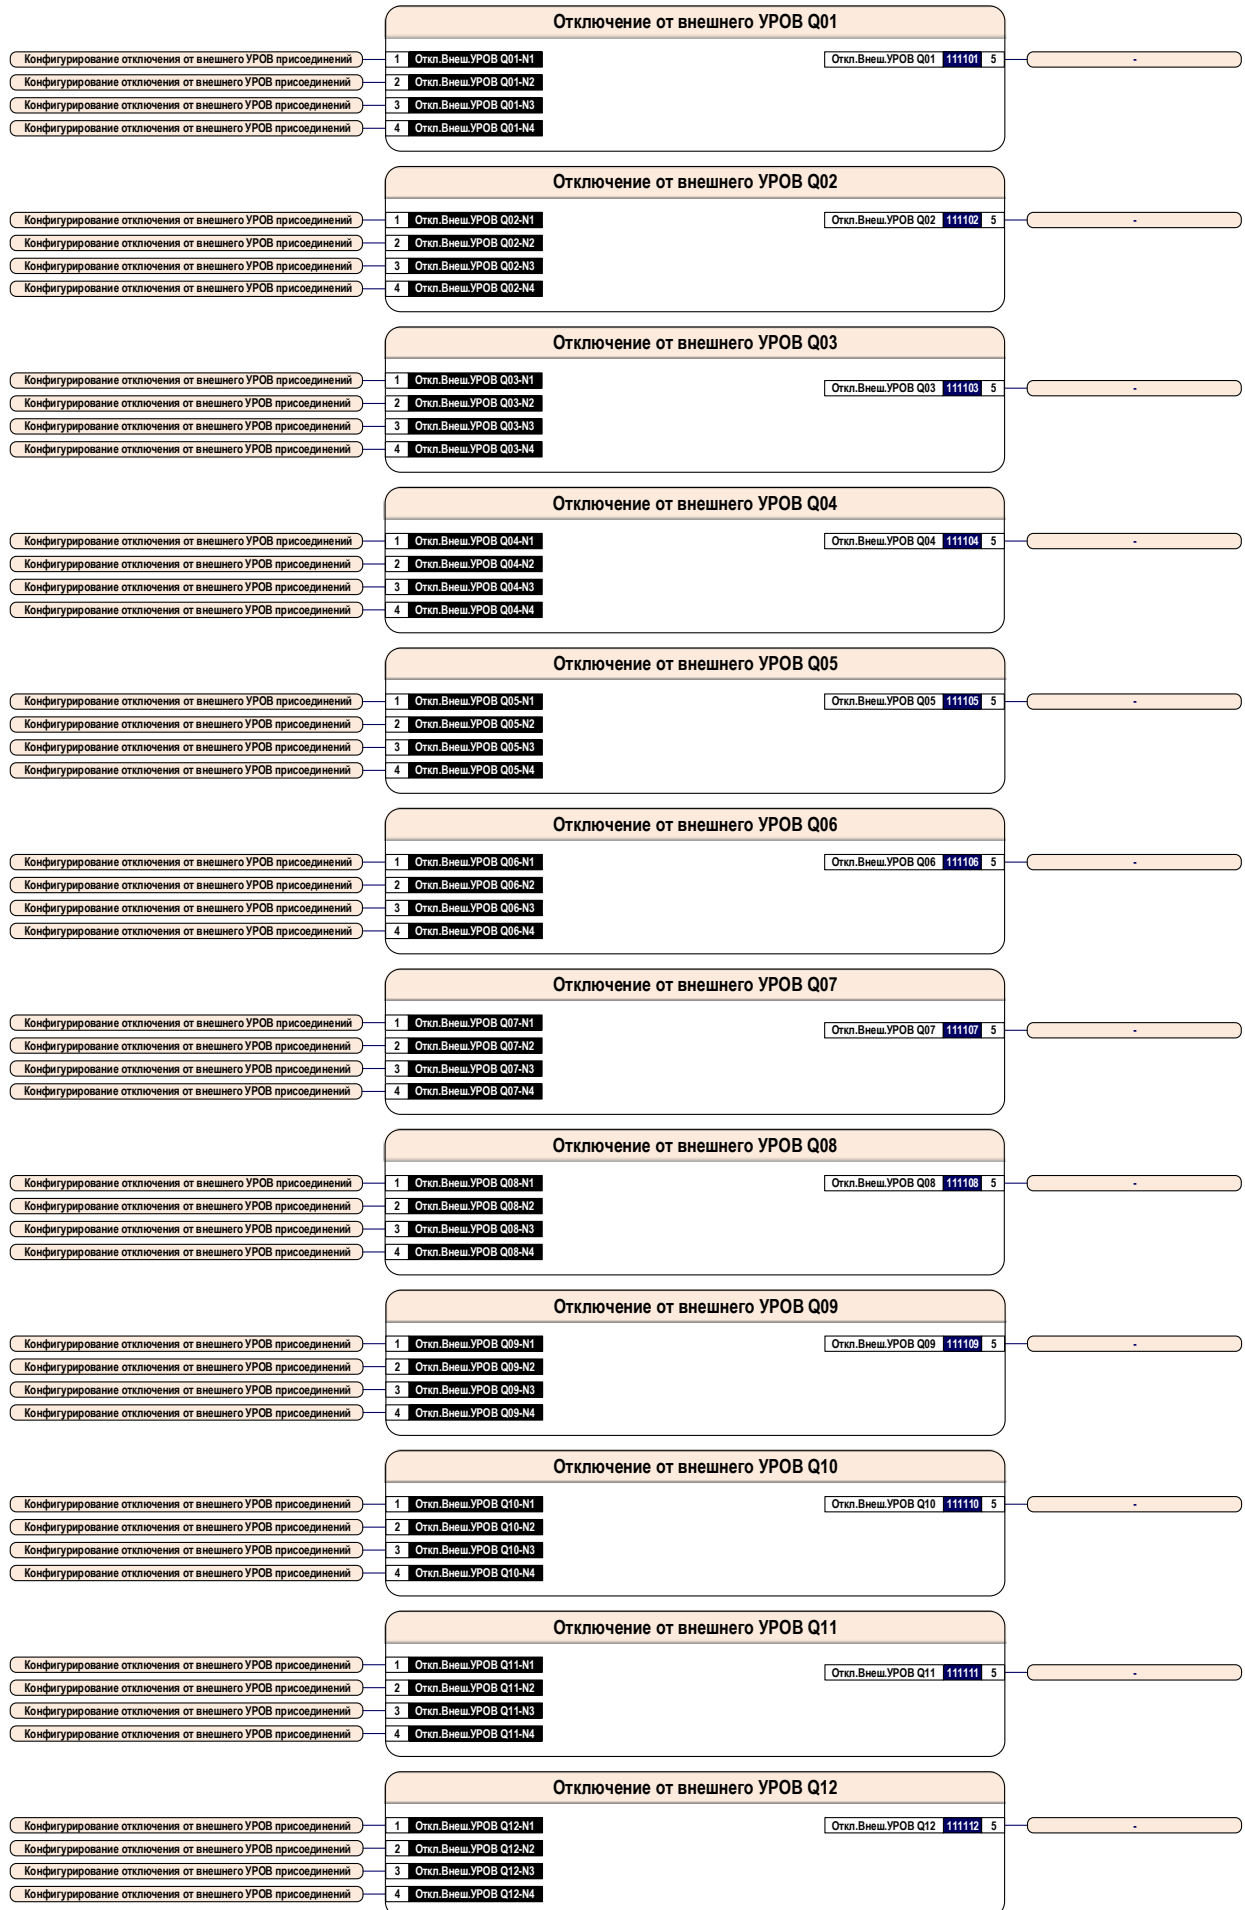 Отключение от внешнего УРОВ Q01
Конфигурирование отключения от внешнего УРОВ присоединений 1 Откл.Внеш.УРОВ Q01-N1 Откл.Внеш.УРОВ Q01 111101 5 -
Конфигурирование отключения от внешнего УРОВ присоединений 2 Откл.Внеш.УРОВ Q01-N2
Конфигурирование отключения от внешнего УРОВ присоединений 3 Откл.Внеш.УРОВ Q01-N3
Конфигурирование отключения от внешнего УРОВ присоединений 4 Откл.Внеш.УРОВ Q01-N4
Отключение от внешнего УРОВ Q02
Конфигурирование отключения от внешнего УРОВ присоединений 1 Откл.Внеш.УРОВ Q02-N1 Откл.Внеш.УРОВ Q02 111102 5 -
Конфигурирование отключения от внешнего УРОВ присоединений 2 Откл.Внеш.УРОВ Q02-N2
Конфигурирование отключения от внешнего УРОВ присоединений 3 Откл.Внеш.УРОВ Q02-N3
Конфигурирование отключения от внешнего УРОВ присоединений 4 Откл.Внеш.УРОВ Q02-N4
Отключение от внешнего УРОВ Q03
Конфигурирование отключения от внешнего УРОВ присоединений 1 Откл.Внеш.УРОВ Q03-N1 Откл.Внеш.УРОВ Q03 111103 5 -
Конфигурирование отключения от внешнего УРОВ присоединений 2 Откл.Внеш.УРОВ Q03-N2
Конфигурирование отключения от внешнего УРОВ присоединений 3 Откл.Внеш.УРОВ Q03-N3
Конфигурирование отключения от внешнего УРОВ присоединений 4 Откл.Внеш.УРОВ Q03-N4
Отключение от внешнего УРОВ Q04
Конфигурирование отключения от внешнего УРОВ присоединений 1 Откл.Внеш.УРОВ Q04-N1 Откл.Внеш.УРОВ Q04 111104 5 -
Конфигурирование отключения от внешнего УРОВ присоединений 2 Откл.Внеш.УРОВ Q04-N2
Конфигурирование отключения от внешнего УРОВ присоединений 3 Откл.Внеш.УРОВ Q04-N3
Конфигурирование отключения от внешнего УРОВ присоединений 4 Откл.Внеш.УРОВ Q04-N4
Отключение от внешнего УРОВ Q05
Конфигурирование отключения от внешнего УРОВ присоединений 1 Откл.Внеш.УРОВ Q05-N1 Откл.Внеш.УРОВ Q05 111105 5 -
Конфигурирование отключения от внешнего УРОВ присоединений 2 Откл.Внеш.УРОВ Q05-N2
Конфигурирование отключения от внешнего УРОВ присоединений 3 Откл.Внеш.УРОВ Q05-N3
Конфигурирование отключения от внешнего УРОВ присоединений 4 Откл.Внеш.УРОВ Q05-N4
Отключение от внешнего УРОВ Q06
Конфигурирование отключения от внешнего УРОВ присоединений 1 Откл.Внеш.УРОВ Q06-N1 Откл.Внеш.УРОВ Q06 111106 5 -
Конфигурирование отключения от внешнего УРОВ присоединений 2 Откл.Внеш.УРОВ Q06-N2
Конфигурирование отключения от внешнего УРОВ присоединений 3 Откл.Внеш.УРОВ Q06-N3
Конфигурирование отключения от внешнего УРОВ присоединений 4 Откл.Внеш.УРОВ Q06-N4
Отключение от внешнего УРОВ Q07
Конфигурирование отключения от внешнего УРОВ присоединений 1 Откл.Внеш.УРОВ Q07-N1 Откл.Внеш.УРОВ Q07 111107 5 -
Конфигурирование отключения от внешнего УРОВ присоединений 2 Откл.Внеш.УРОВ Q07-N2
Конфигурирование отключения от внешнего УРОВ присоединений 3 Откл.Внеш.УРОВ Q07-N3
Конфигурирование отключения от внешнего УРОВ присоединений 4 Откл.Внеш.УРОВ Q07-N4
Отключение от внешнего УРОВ Q08
Конфигурирование отключения от внешнего УРОВ присоединений 1 Откл.Внеш.УРОВ Q08-N1 Откл.Внеш.УРОВ Q08 111108 5 -
Конфигурирование отключения от внешнего УРОВ присоединений 2 Откл.Внеш.УРОВ Q08-N2
Конфигурирование отключения от внешнего УРОВ присоединений 3 Откл.Внеш.УРОВ Q08-N3
Конфигурирование отключения от внешнего УРОВ присоединений 4 Откл.Внеш.УРОВ Q08-N4
Отключение от внешнего УРОВ Q09
Конфигурирование отключения от внешнего УРОВ присоединений 1 Откл.Внеш.УРОВ Q09-N1 Откл.Внеш.УРОВ Q09 111109 5 -
Конфигурирование отключения от внешнего УРОВ присоединений 2 Откл.Внеш.УРОВ Q09-N2
Конфигурирование отключения от внешнего УРОВ присоединений 3 Откл.Внеш.УРОВ Q09-N3
Конфигурирование отключения от внешнего УРОВ присоединений 4 Откл.Внеш.УРОВ Q09-N4
Отключение от внешнего УРОВ Q10
Конфигурирование отключения от внешнего УРОВ присоединений 1 Откл.Внеш.УРОВ Q10-N1 Откл.Внеш.УРОВ Q10 111110 5 -
Конфигурирование отключения от внешнего УРОВ присоединений 2 Откл.Внеш.УРОВ Q10-N2
Конфигурирование отключения от внешнего УРОВ присоединений 3 Откл.Внеш.УРОВ Q10-N3
Конфигурирование отключения от внешнего УРОВ присоединений 4 Откл.Внеш.УРОВ Q10-N4
Отключение от внешнего УРОВ Q11
Конфигурирование отключения от внешнего УРОВ присоединений 1 Откл.Внеш.УРОВ Q11-N1 Откл.Внеш.УРОВ Q11 111111 5 -
Конфигурирование отключения от внешнего УРОВ присоединений 2 Откл.Внеш.УРОВ Q11-N2
Конфигурирование отключения от внешнего УРОВ присоединений 3 Откл.Внеш.УРОВ Q11-N3
Конфигурирование отключения от внешнего УРОВ присоединений 4 Откл.Внеш.УРОВ Q11-N4
Отключение от внешнего УРОВ Q12
Конфигурирование отключения от внешнего УРОВ присоединений 1 Откл.Внеш.УРОВ Q12-N1 Откл.Внеш.УРОВ Q12 111112 5 -
Конфигурирование отключения от внешнего УРОВ присоединений 2 Откл.Внеш.УРОВ Q12-N2
Конфигурирование отключения от внешнего УРОВ присоединений 3 Откл.Внеш.УРОВ Q12-N3
Конфигурирование отключения от внешнего УРОВ присоединений 4 Откл.Внеш.УРОВ Q12-N4